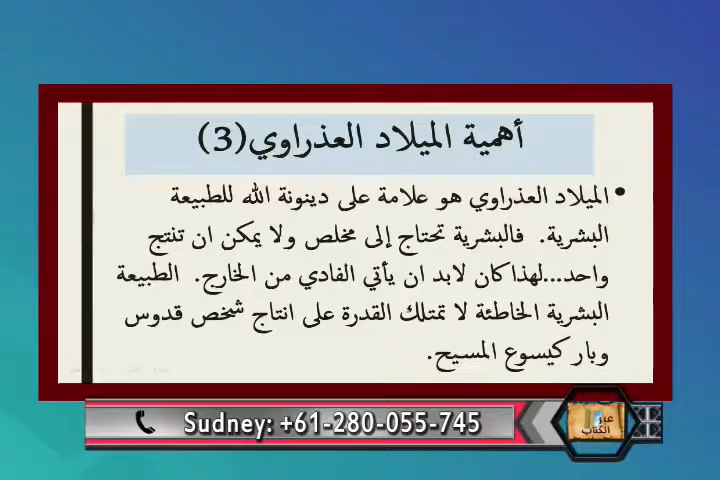 أهمية الميلاد العذراوي(3)
• الميلاد العذراوي هو علامة على دينونة الله للطبيعة
البشرية. فالبشرية تحتاج إلى مخلص ولا يمكن ان تنتج
واحد...لهذا كان لابد ان يأتي الفادي من الخارج. الطبيعة
البشرية الخاطئة لا تمتلك القدرة على انتاج شخص قدوس
وبار كيسوع المسيح.
Sudney: +61-280-055-745
عبر
الكتاب